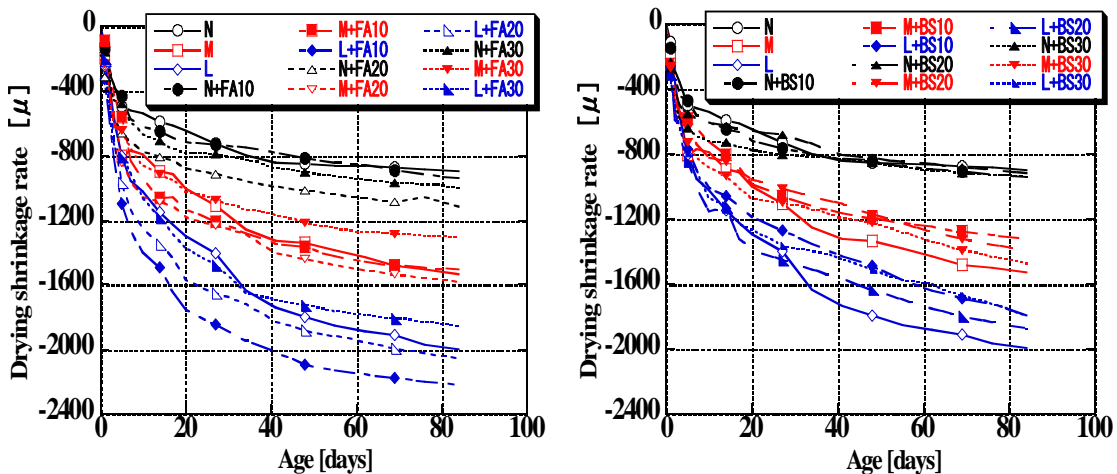 0
-400
-800
-1200
-1600
-2000
-2400
Drying shrinkage rate [μ]
N
M
L
N+FA10
M+FA10
L+FA10
N+FA20
M+FA20
L+FA20
N+FA30
M+FA30
L+FA30
0 20 40 60 80 100
Age [days]
0
-400
-800
-1200
-1600
-2000
-2400
Drying shrinkage rate [μ]
N
M
L
N+BS10
M+BS10
L+BS10
N+BS20
M+BS20
L+BS20
N+BS30
M+BS30
L+BS30
0 20 40 60 80 100
Age [days]